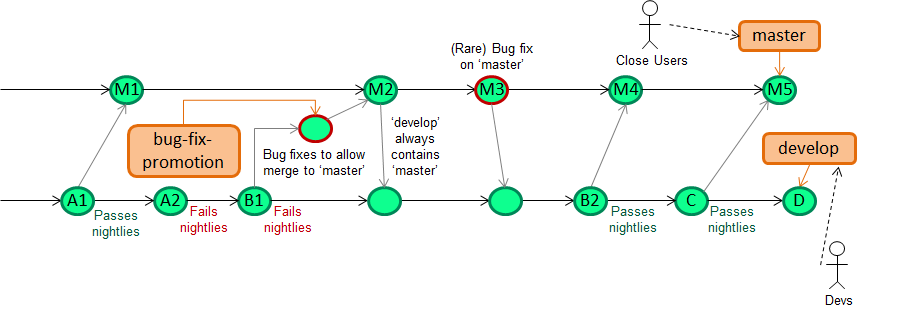 master
(Rare) Bug fix
on ‘master’
Close Users
M1
M2
M3
M4
M5
bug-fix-
promotion
Bug fixes to allow
merge to ‘master’
‘develop’
always
contains
‘master’
develop
A1
A2
B1
B2
C
D
Passes
nightlies
Fails
nightlies
Fails
nightlies
Passes
nightlies
Passes
nightlies
Devs